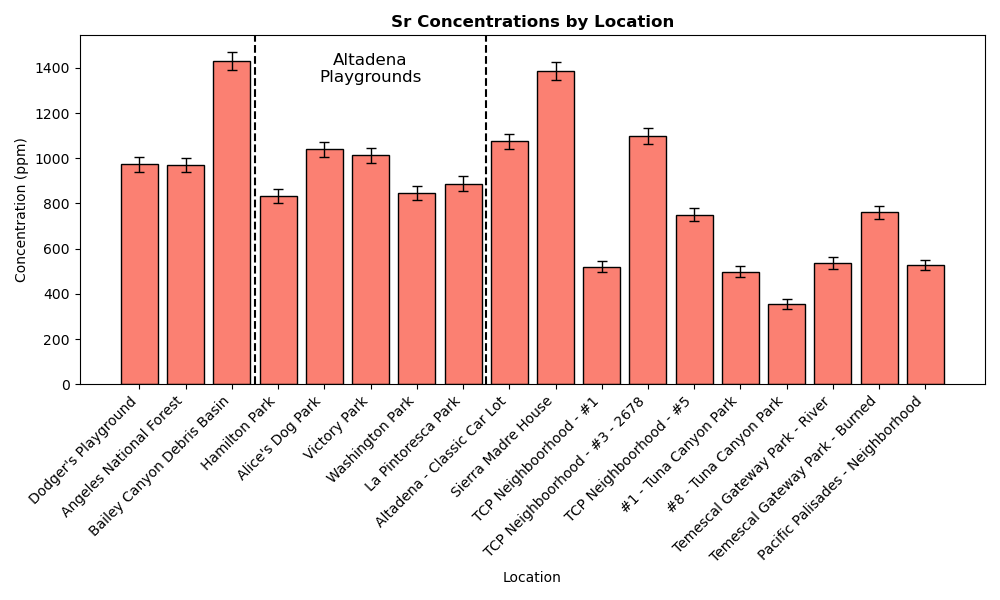 Sr Concentrations by Location
Altadena
Playgrounds
Concentration (ppm)
1400
1200
1000
800
600
400
200
0
Dodger's Playground
Angeles National Forest
Bailey Canyon Debris Basin
Hamilton Park
Alice's Dog Park
Victory Park
Washington Park
La Pintoresca Park
Altadena - Classic Car Lot
Sierra Madre House
TCP Neighboorhood - #1
TCP Neighboorhood - #3 - 2678
TCP Neighborhood - #5
#1 - Tuna Canyon Park
#8 - Tuna Canyon Park
Temescal Gateway Park - River
Temescal Gateway Park - Burned
Pacific Palisades - Neighborhood
Location